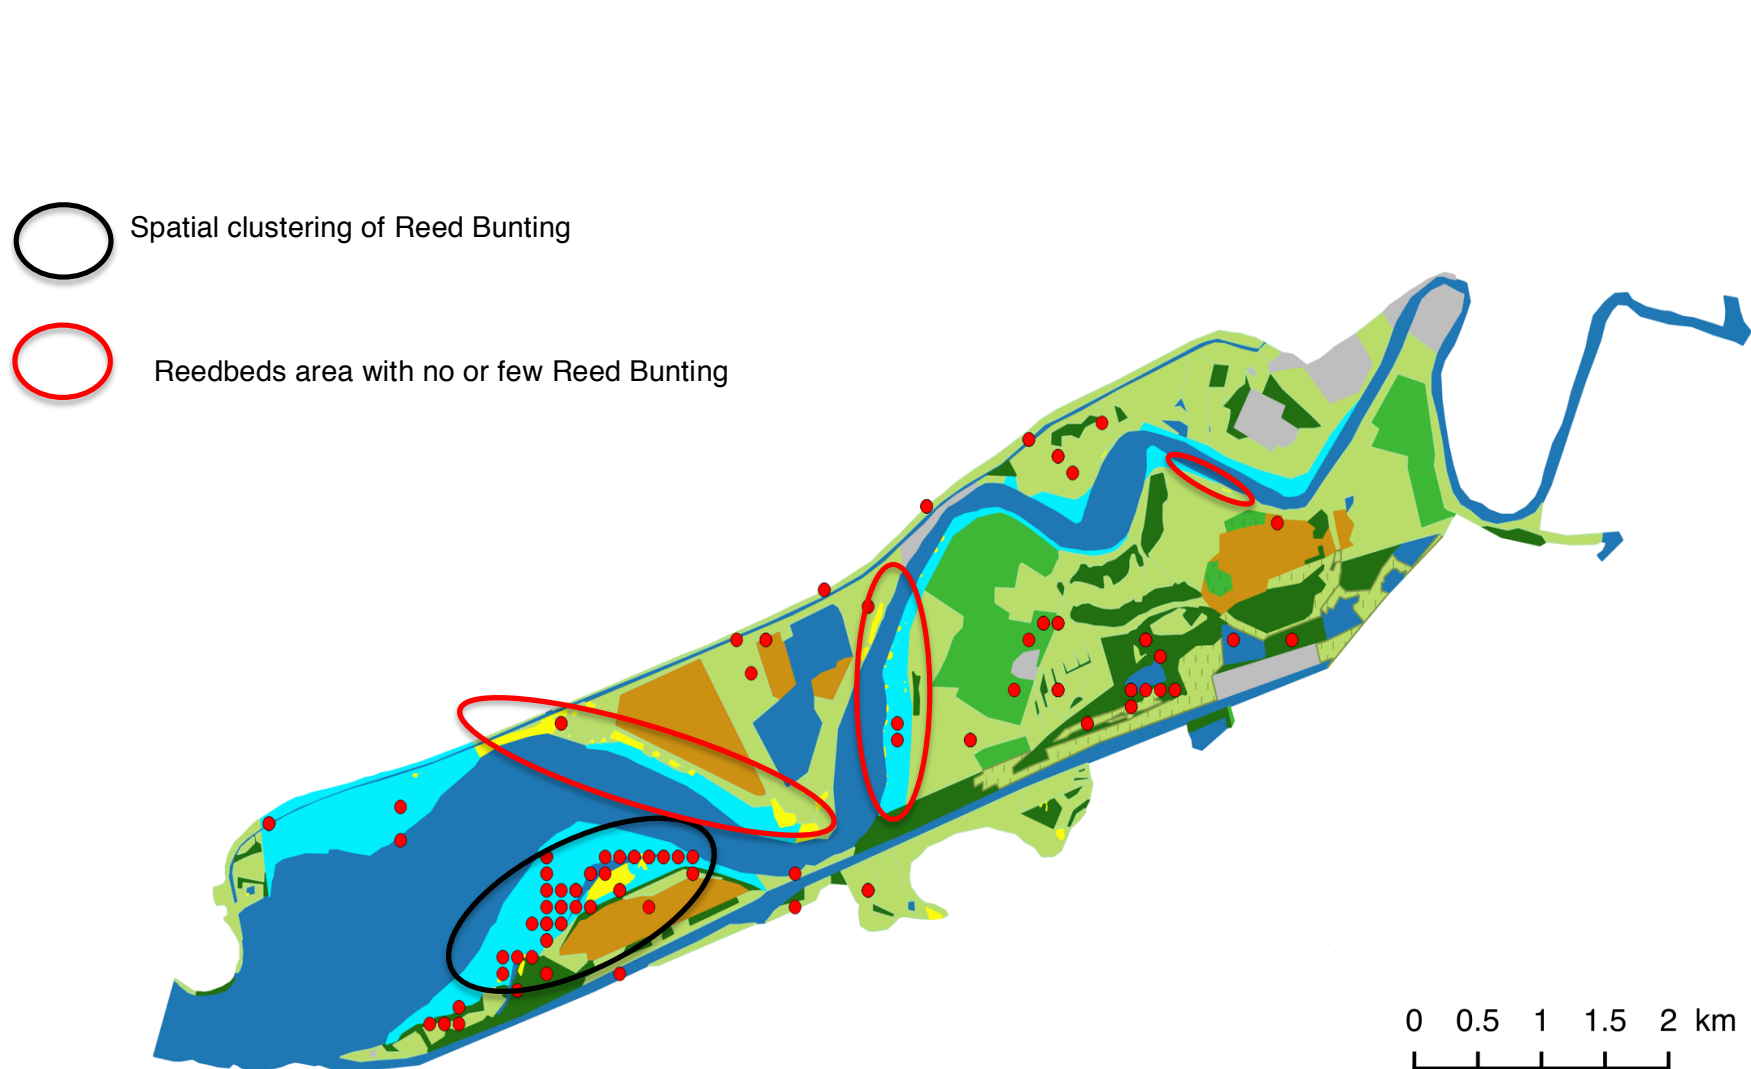 Spatial clustering of Reed Bunting
Reedbeds area with no or few Reed Bunting
0 0.5 1 1.5 2 km